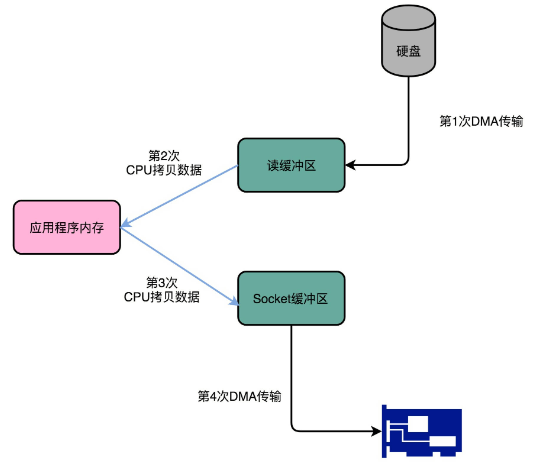 硬盘
第1次DMA传输
第2次
CPU拷贝数据
读缓冲区
应用程序内存
第3次
CPU拷贝数据
Socket缓冲区
第4次DMA传输